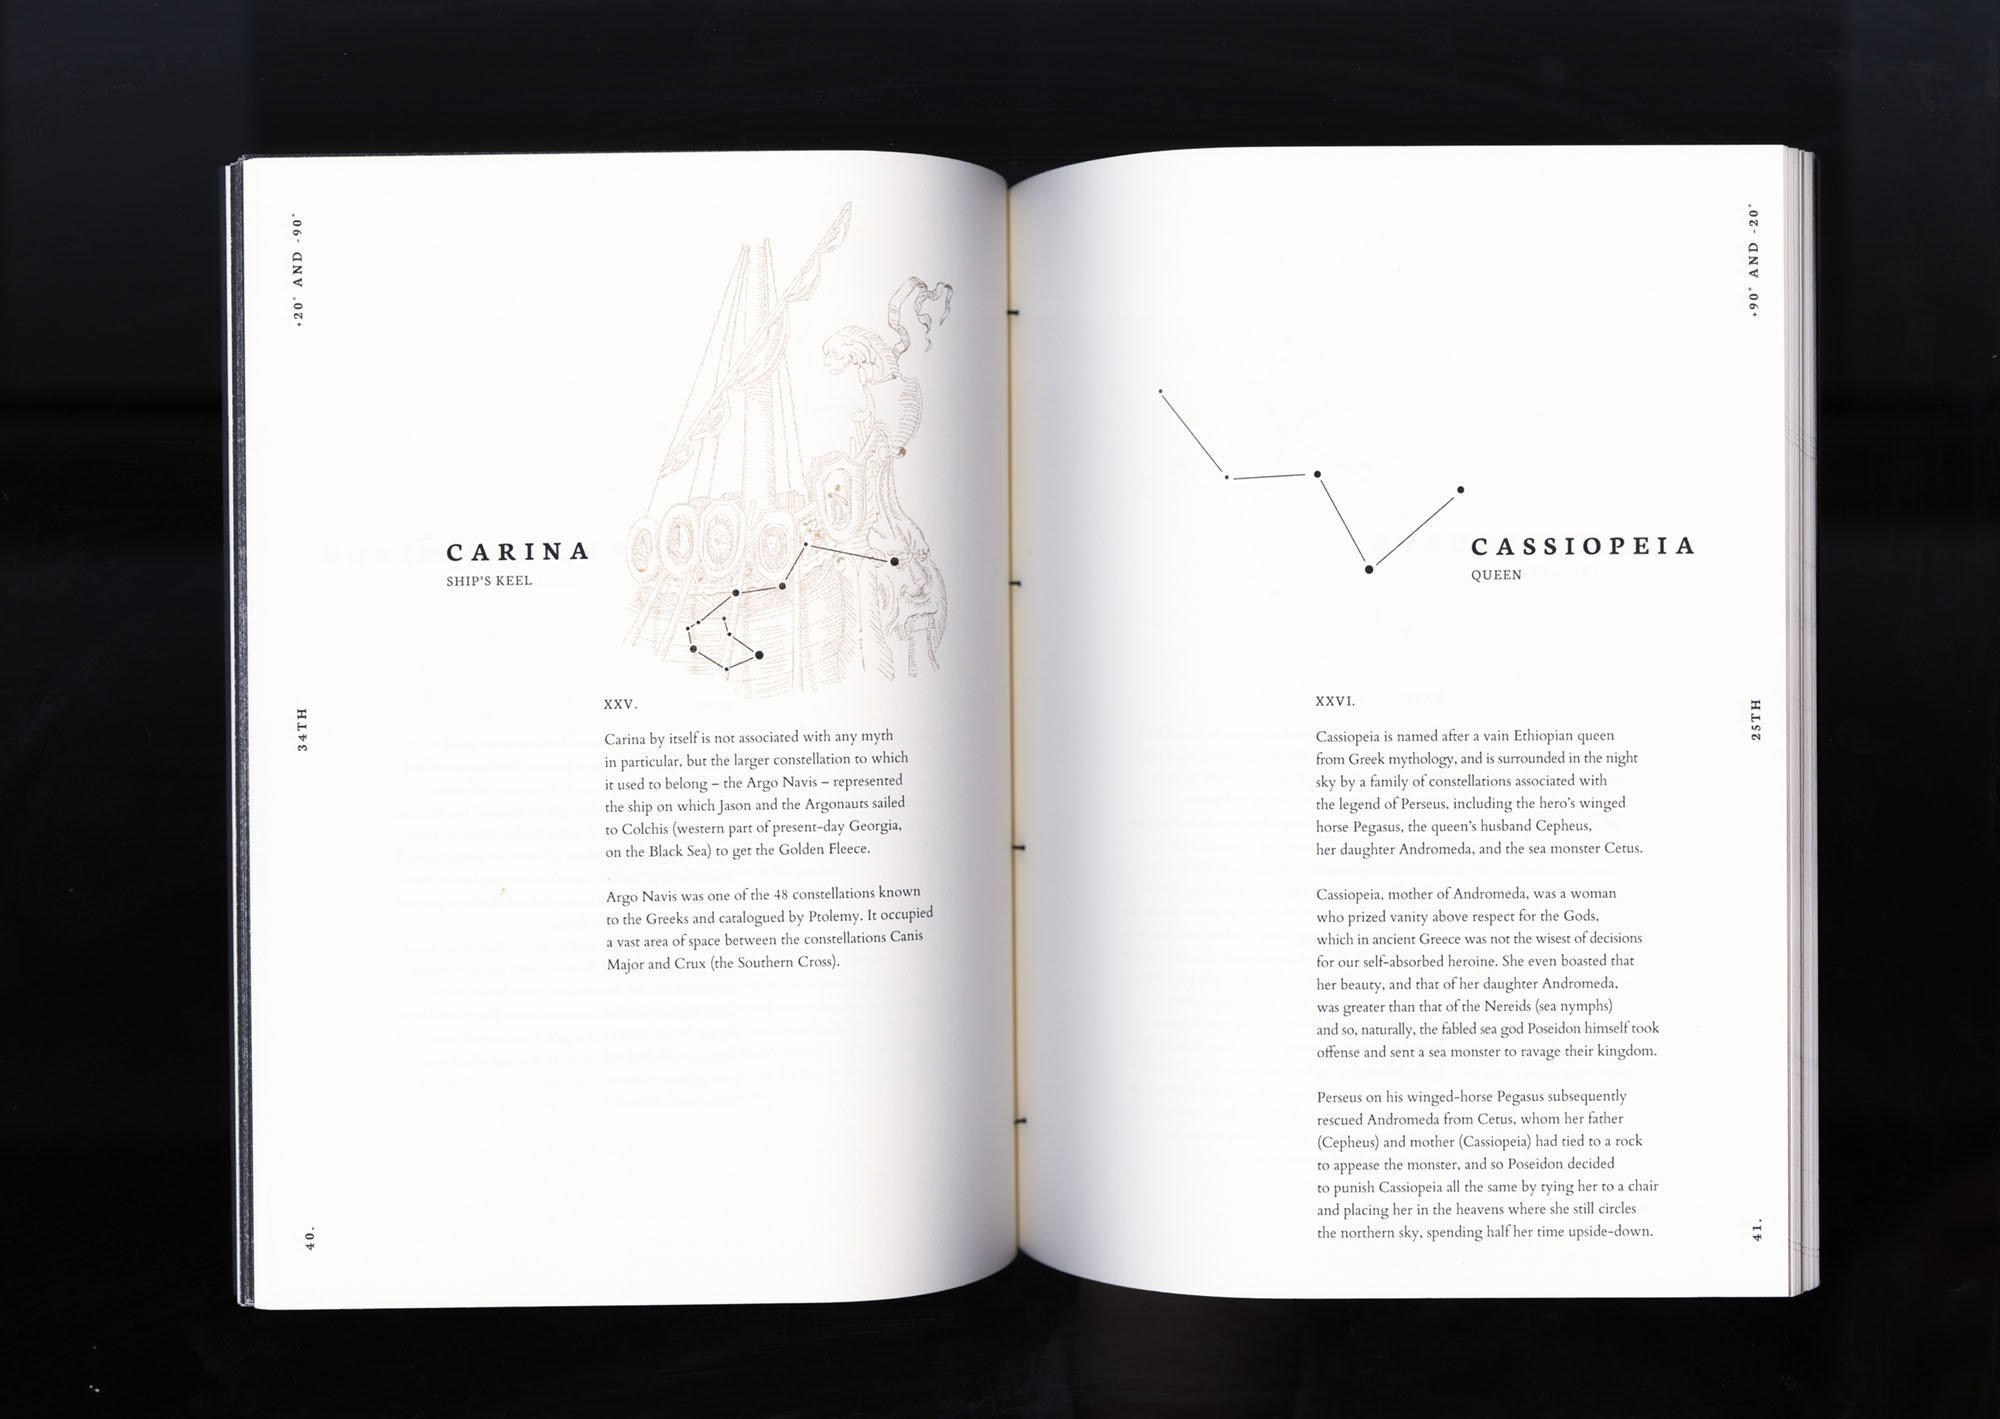 +20° AND -90°
34TH
40.
CARINA
SHIP'S KEEL
XXV.
Carina by itself is not associated with any myth
in particular, but the larger constellation to which
it used to belong – the Argo Navis – represented
the ship on which Jason and the Argonauts sailed
to Colchis (western part of present-day Georgia,
on the Black Sea) to get the Golden Fleece.
Argo Navis was one of the 48 constellations known
to the Greeks and catalogued by Ptolemy. It occupied
a vast area of space between the constellations Canis
Major and Crux (the Southern Cross).
+90° AND -20°
25TH
41.
CASSIOPEIA
QUEEN
XXVI.
Cassiopeia is named after a vain Ethiopian queen
from Greek mythology, and is surrounded in the night
sky by a family of constellations associated with
the legend of Perseus, including the hero's winged
horse Pegasus, the queen's husband Cepheus,
her daughter Andromeda, and the sea monster Cetus.
Cassiopeia, mother of Andromeda, was a woman
who prized vanity above respect for the Gods,
which in ancient Greece was not the wisest of decisions
for our self-absorbed heroine. She even boasted that
her beauty, and that of her daughter Andromeda,
was greater than that of the Nereids (sea nymphs)
and so, naturally, the fabled sea god Poseidon himself took
offense and sent a sea monster to ravage their kingdom.
Perseus on his winged-horse Pegasus subsequently
rescued Andromeda from Cetus, whom her father
(Cepheus) and mother (Cassiopeia) had tied to a rock
to appease the monster, and so Poseidon decided
to punish Cassiopeia all the same by tying her to a chair
and placing her in the heavens where she still circles
the northern sky, spending half her time upside-down.